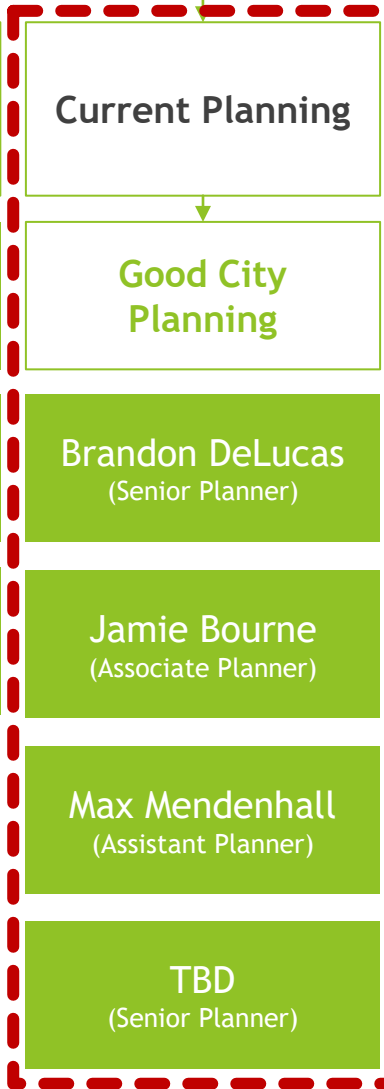 Current Planning
Good City
Planning
Brandon DeLucas
(Senior Planner)
Jamie Bourne
(Associate Planner)
Max Mendenhall
(Assistant Planner)
TBD
(Senior Planner)